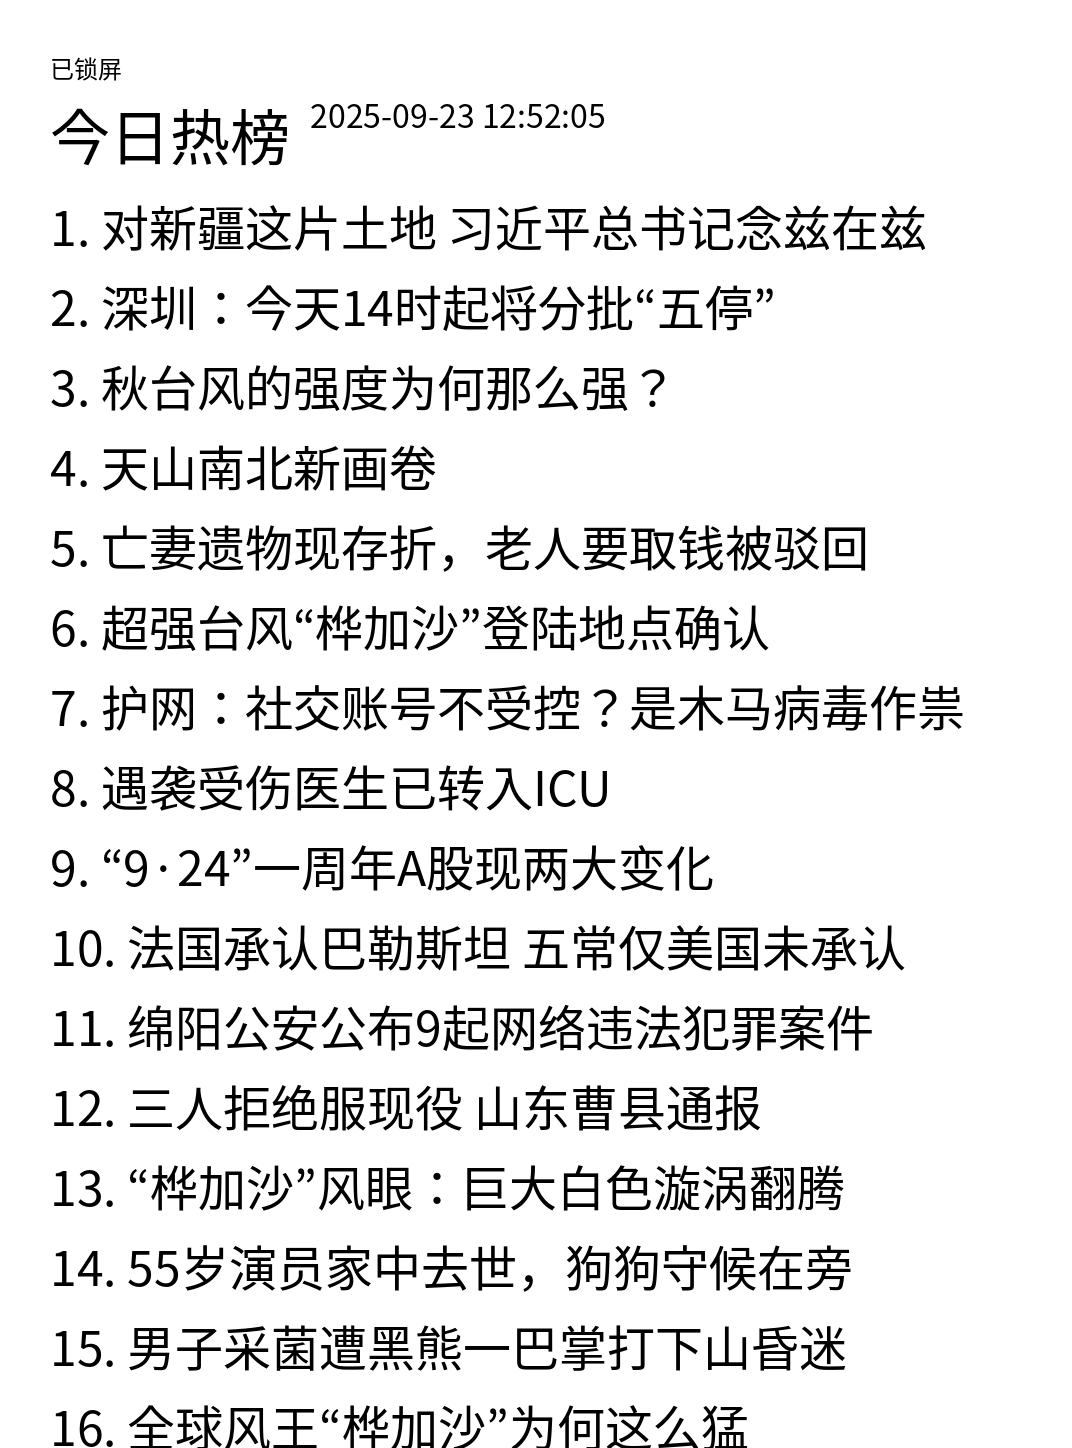 已锁屏
今日热榜 2025-09-23 12:52:05
1. 对新疆这片土地 习近平总书记念兹在兹
2. 深圳：今天14时起将分批“五停”
3. 秋台风的强度为何那么强？
4. 天山南北新画卷
5. 亡妻遗物现存折，老人要取钱被驳回
6. 超强台风“桦加沙”登陆地点确认
7. 护网：社交账号不受控？是木马病毒作祟
8. 遇袭受伤医生已转入ICU
9. “9·24”一周年A股现两大变化
10. 法国承认巴勒斯坦 五常仅美国未承认
11. 绵阳公安公布9起网络违法犯罪案件
12. 三人拒绝服现役 山东曹县通报
13. “桦加沙”风眼：巨大白色漩涡翻腾
14. 55岁演员家中去世，狗狗守候在旁
15. 男子采菌遭黑熊一巴掌打下山昏迷
16. 全球风王“桦加沙”为何这么猛